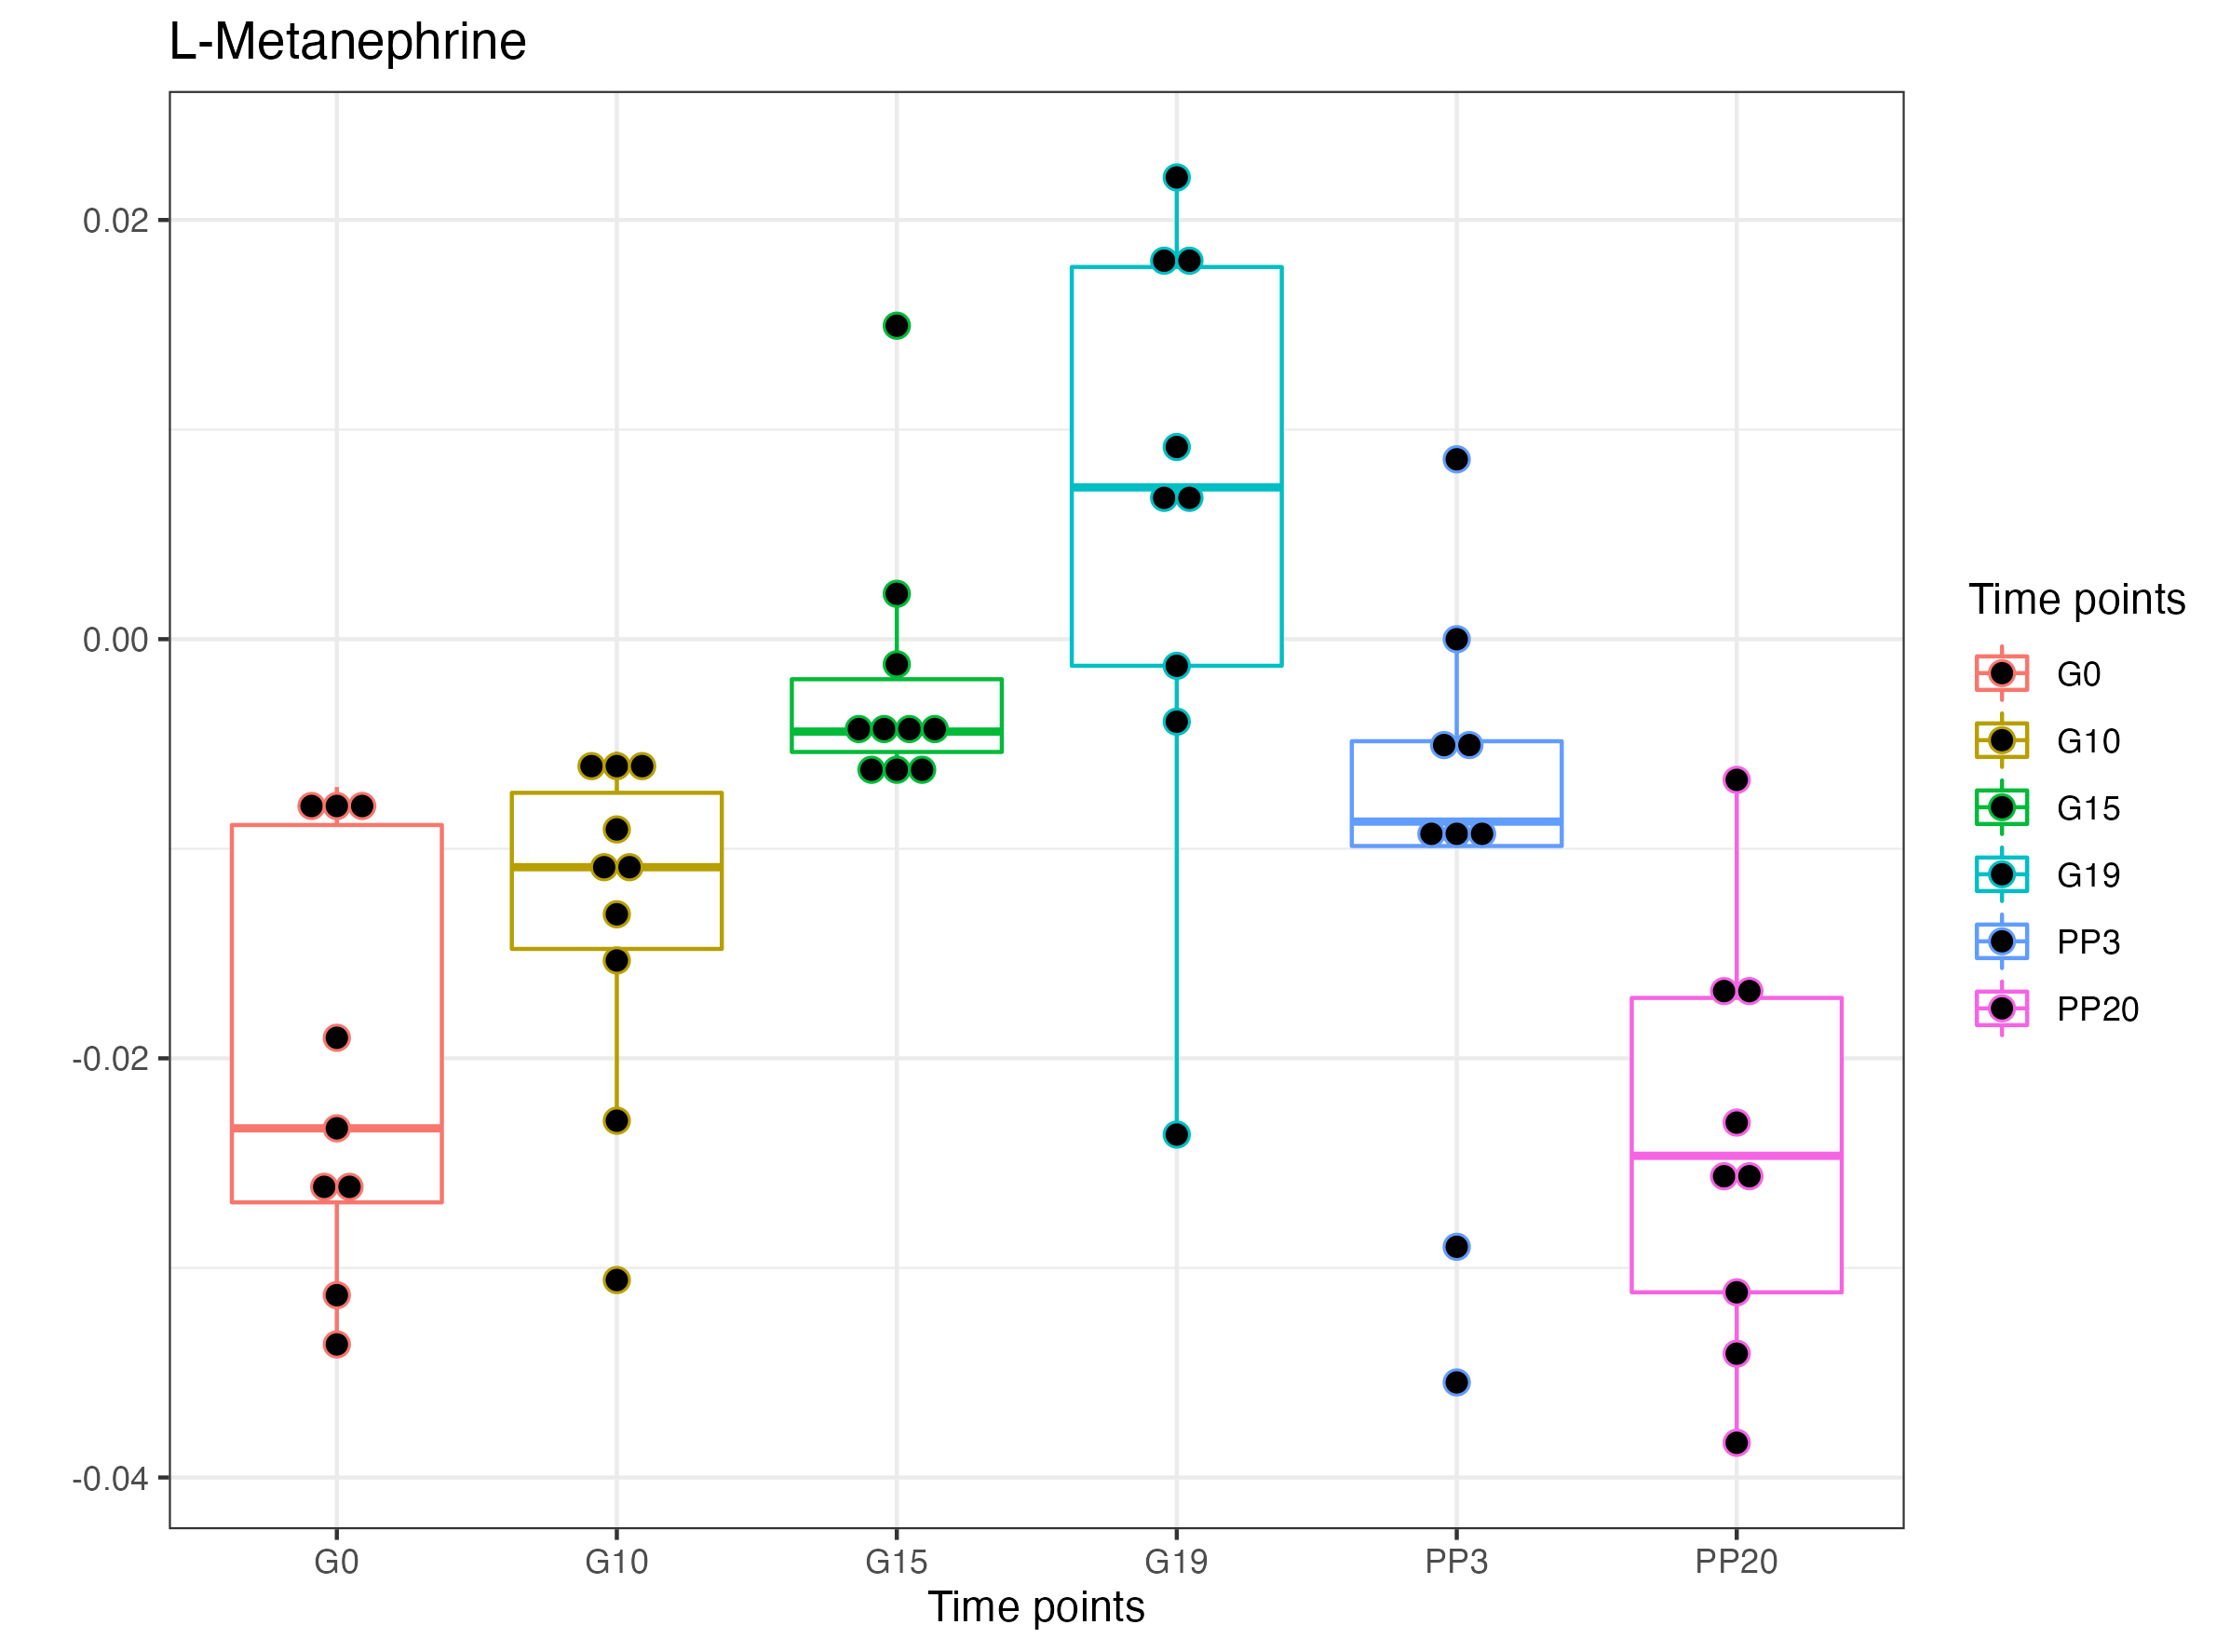 L-Metanephrine
0.02
0.00
-0.02
-0.04
G0 G10 G15 G19 PP3 PP20
Time points
Time points
G0
G10
G15
G19
PP3
PP20